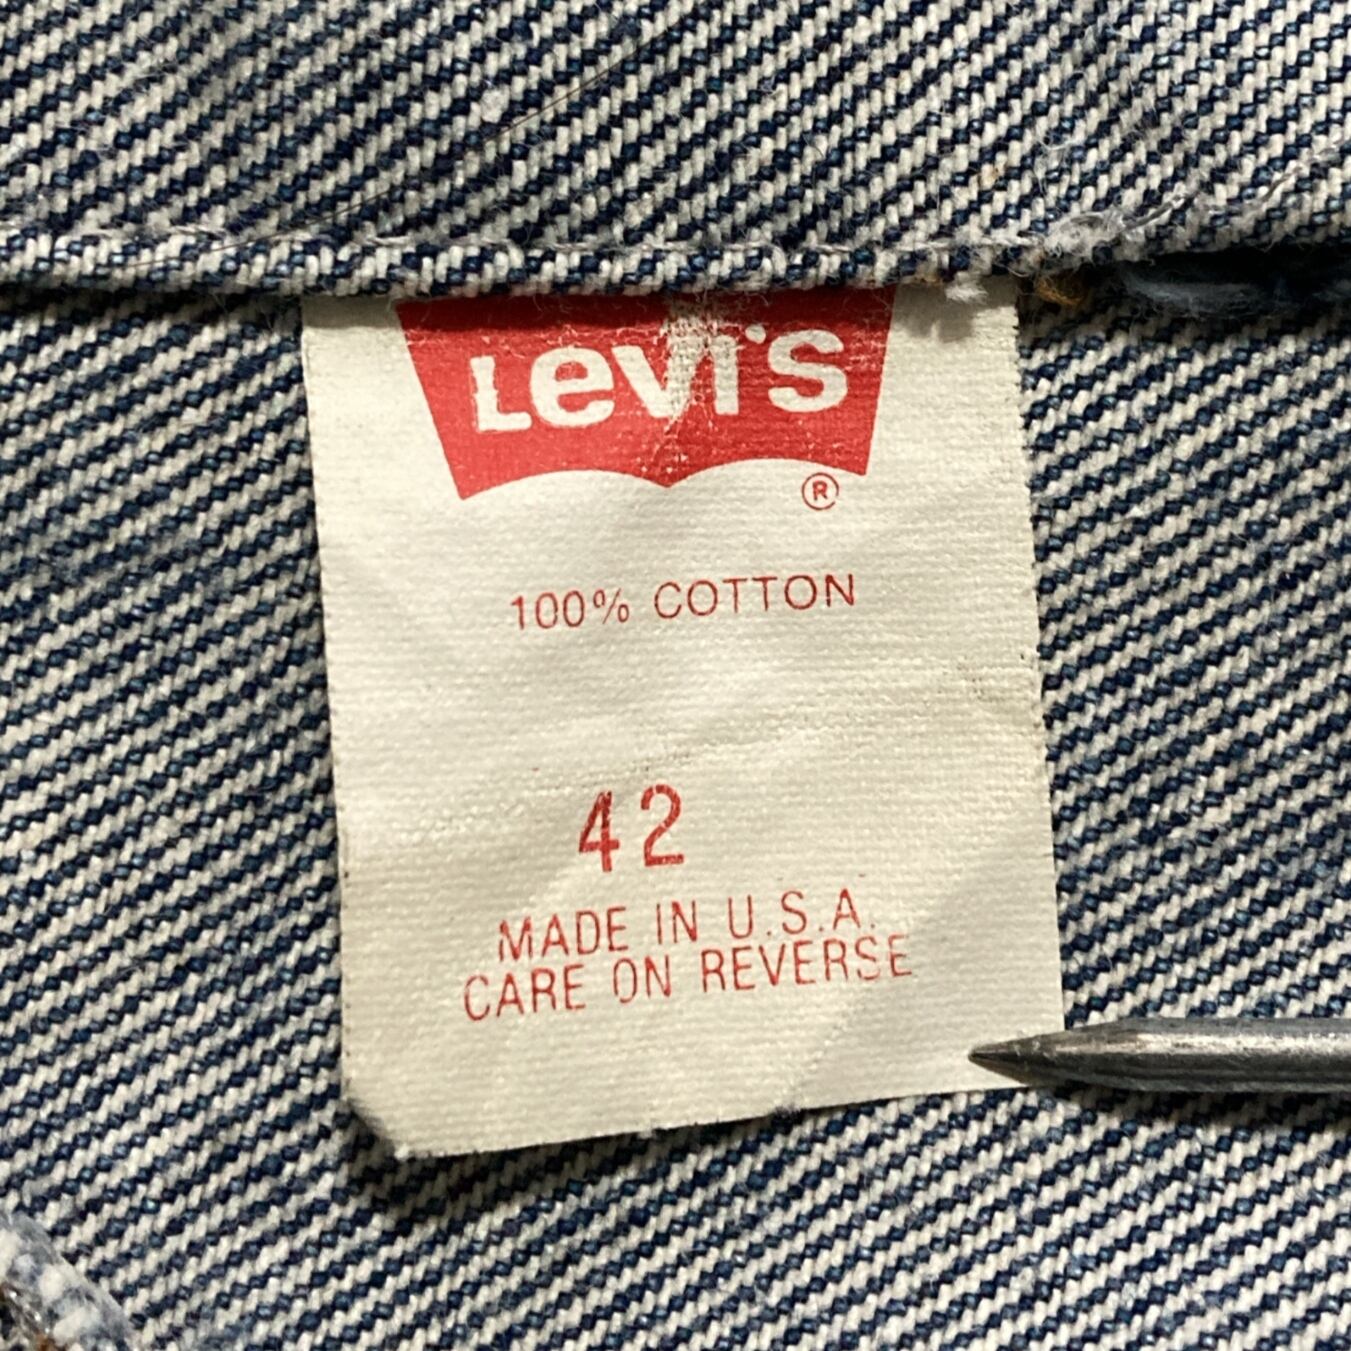 Levi's
®
100% COTTON
42
MADE IN U.S.A.
CARE ON REVERSE